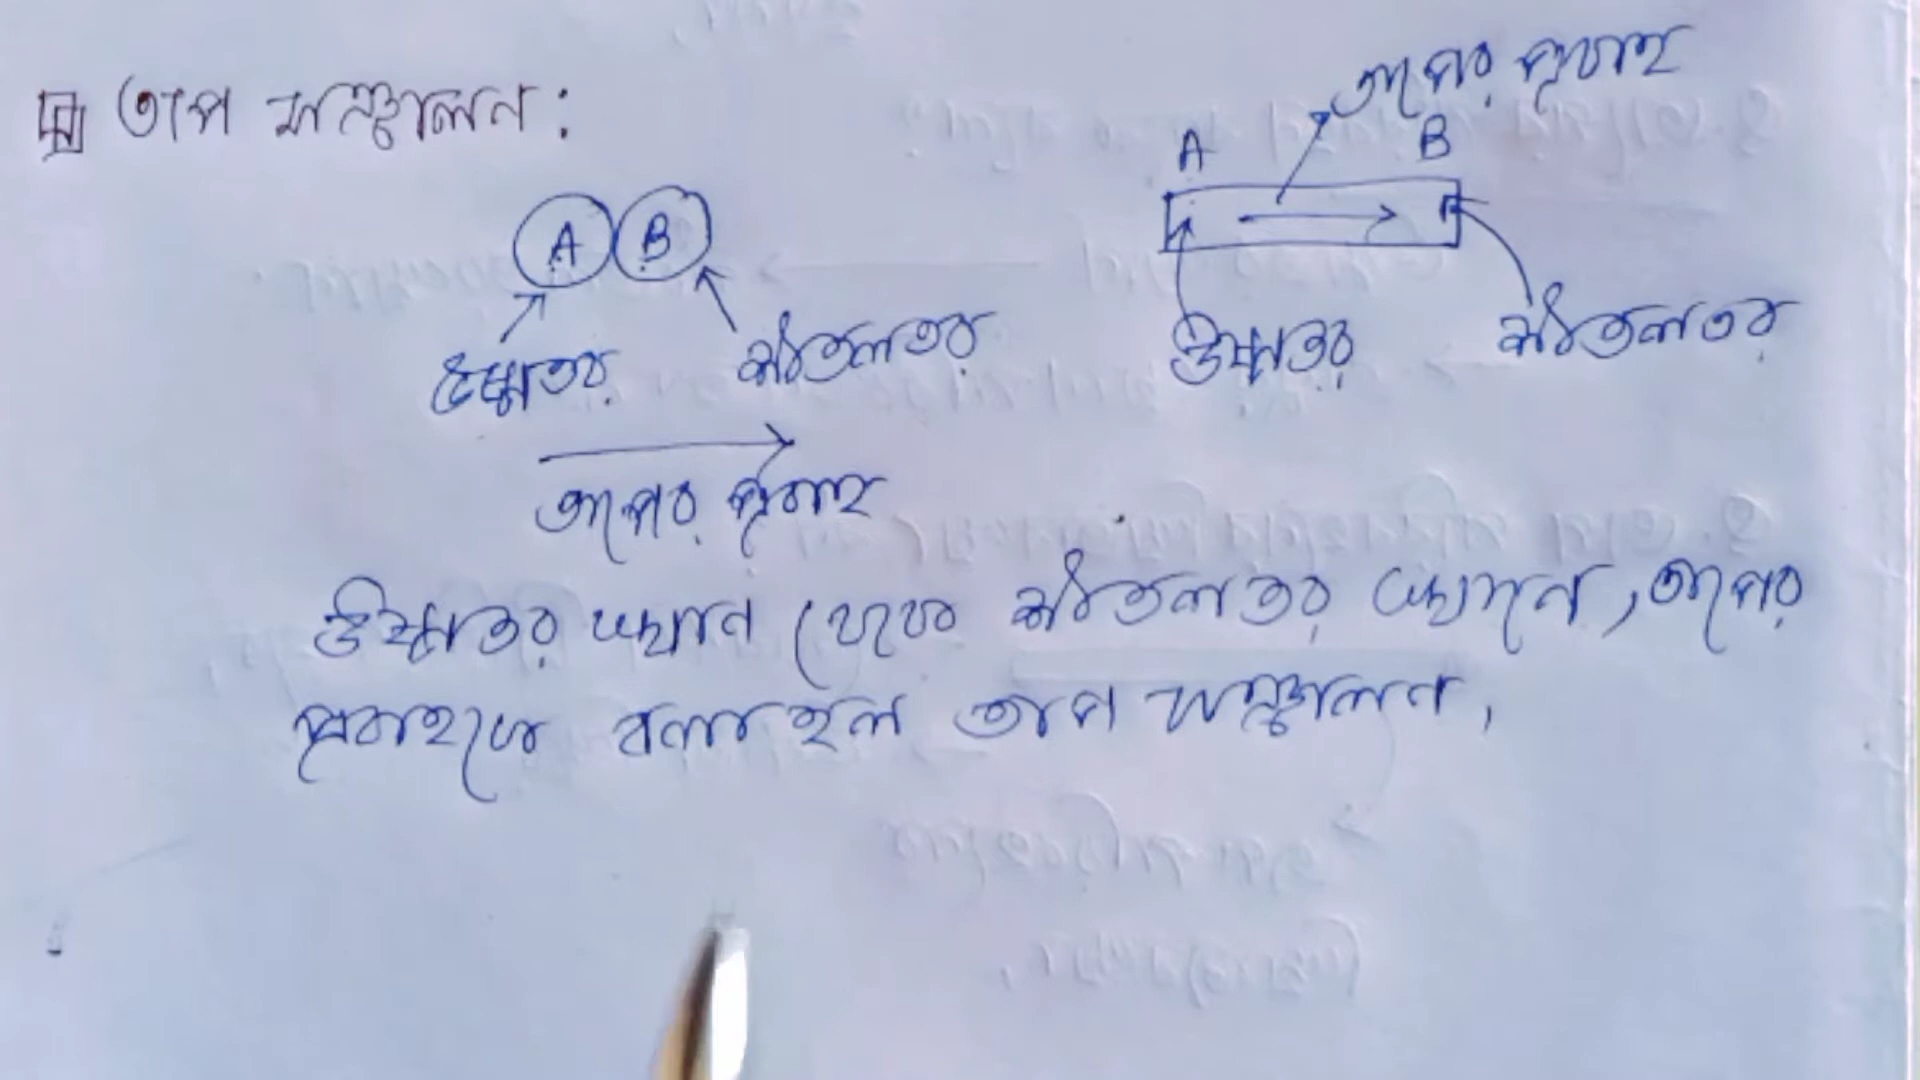 তাপ সঞ্চালন :
তাপের প্রবাহ
A B
A B
উষ্ণতর শীতলতর
উষ্ণতর শীতলতর
তাপের প্রবাহ
উষ্ণতর স্থান থেকে শীতলতর স্থানে, তাপের
প্রবাহকে বলা হল তাপ সঞ্চালন,